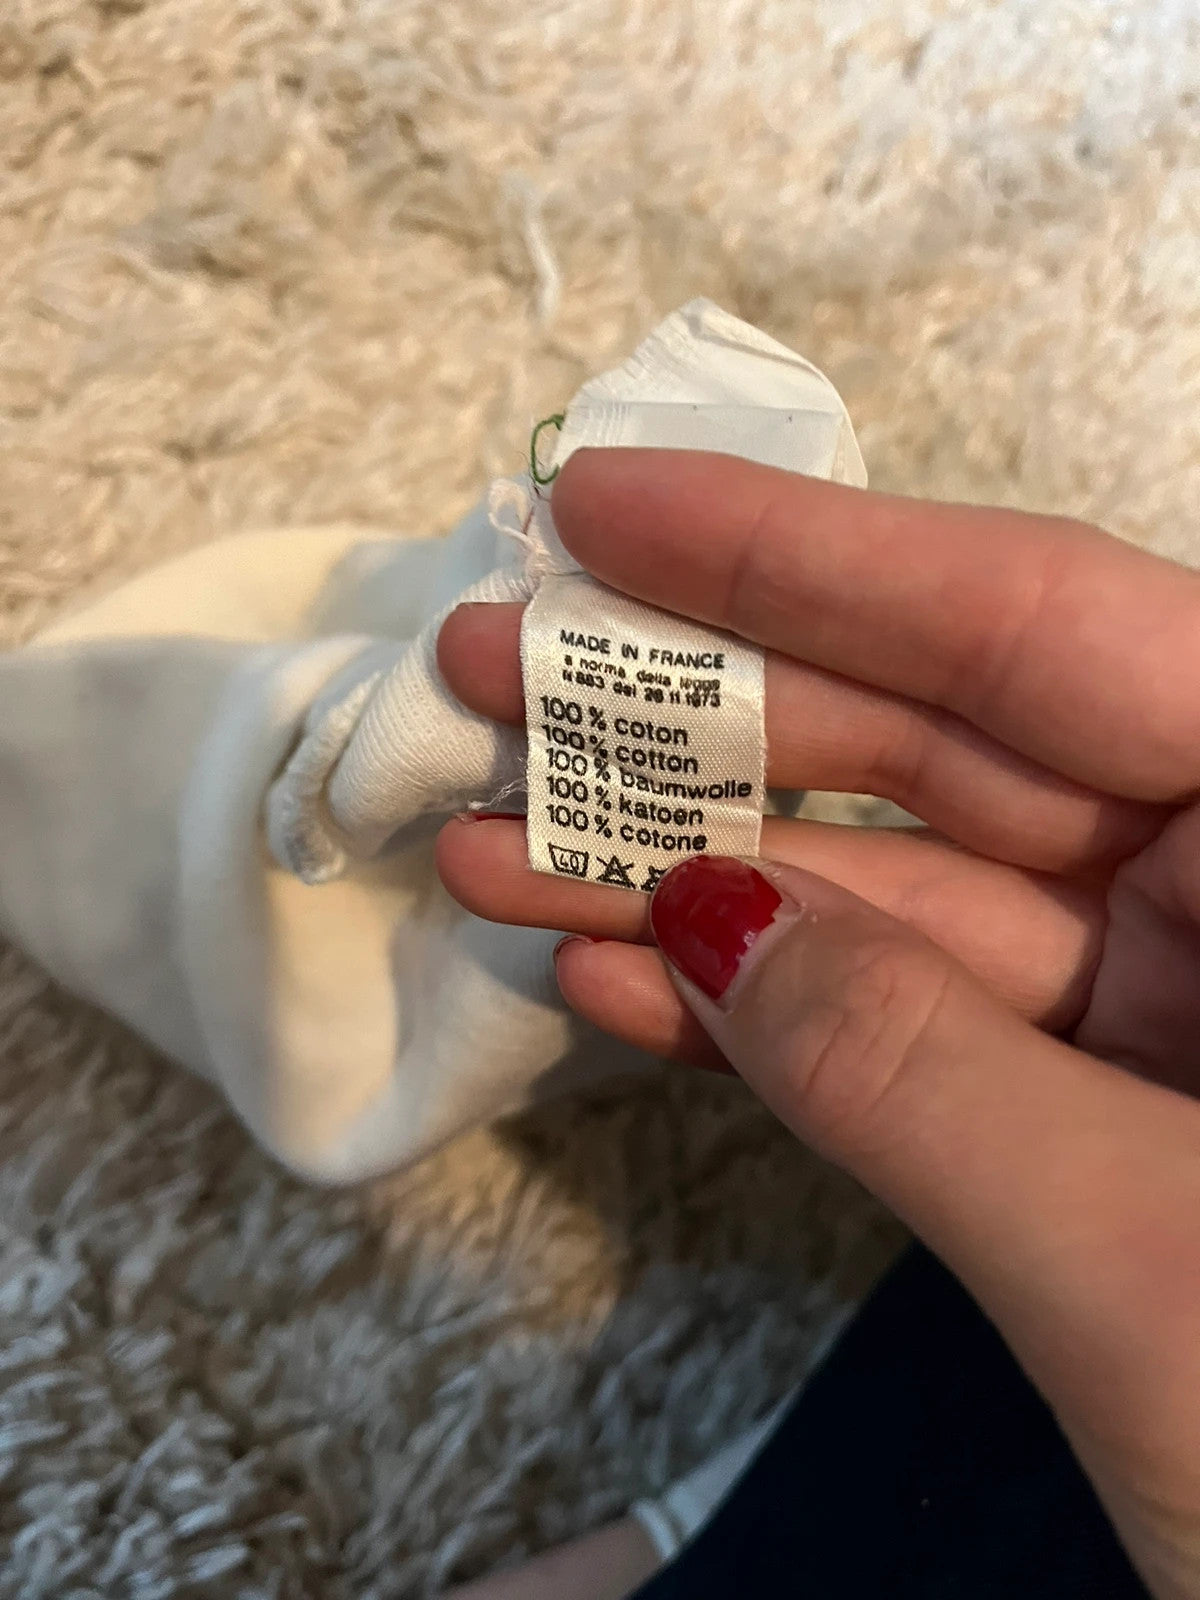 MADE IN FRANCE
a norma della legge
N 883 del 26 11 1973
100 % coton
100 % cotton
100 % baumwolle
100 % katoen
100 % cotone
40